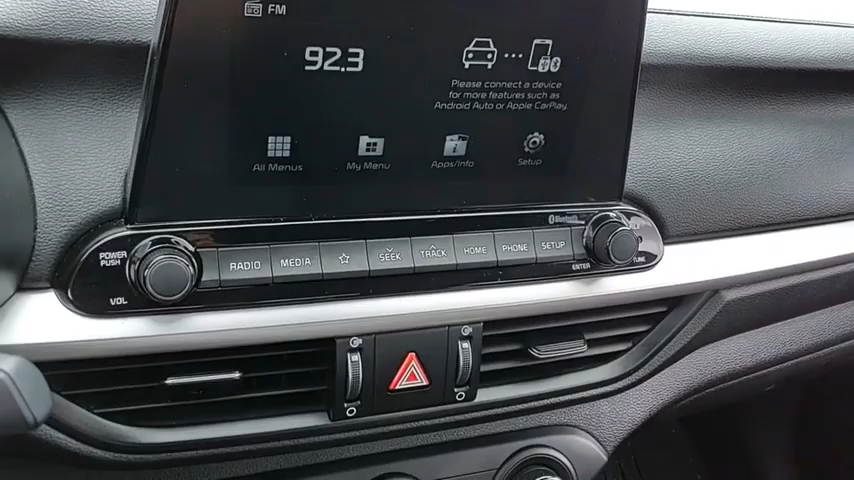 FM
92.3
Please connect a device
for more features such as
Android Auto or Apple CarPlay.
All Menus
My Menu
Apps/Info
Setup
Bluetooth
POWER
PUSH
VOL
RADIO
MEDIA
SEEK
TRACK
HOME
PHONE
SETUP
ENTER
TUNE